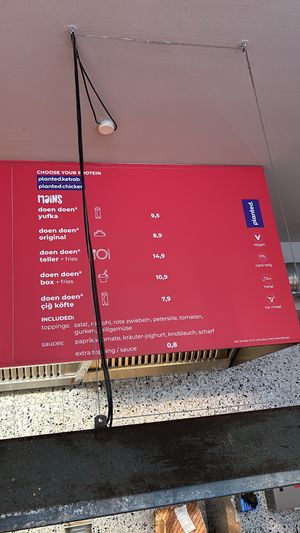 CHOOSE YOUR PROTEIN
planted.kebab
planted.chicken
MAINS
doen doen®
yufka 9,5
doen doen®
original 8,9
doen doen®
teller + fries 14,9
doen doen®
box + fries 10,9
doen doen®
çiğ köfte 7,9
INCLUDED:
toppings: salat, rotkohl, rote zwiebeln, petersilie, tomaten,
gurken, grillgemüse
sauces: paprika-tomate, kräuter-joghurt, knoblauch, scharf
extra topping / sauce 0,8
planted.
vegan
card only
helal
no meat